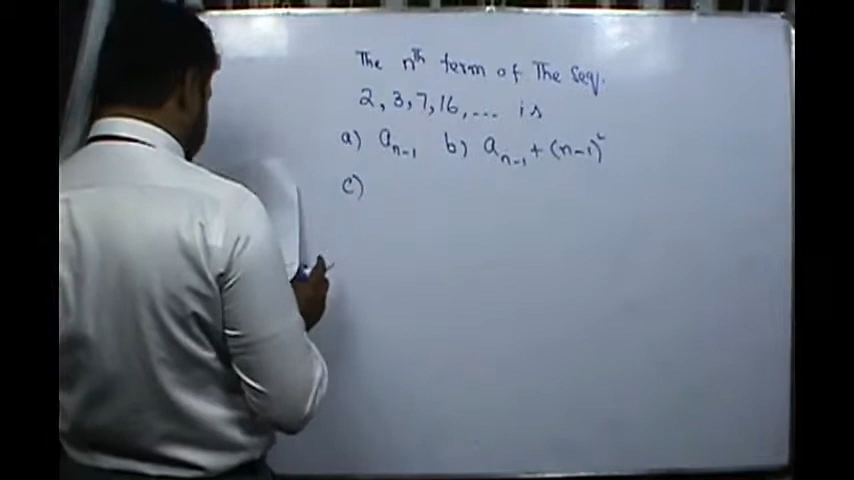 The nth term of The Seq.
2, 3, 7, 16, ... is
a) aₙ₋₁ b) aₙ₋₁ + (n-1)²
c)